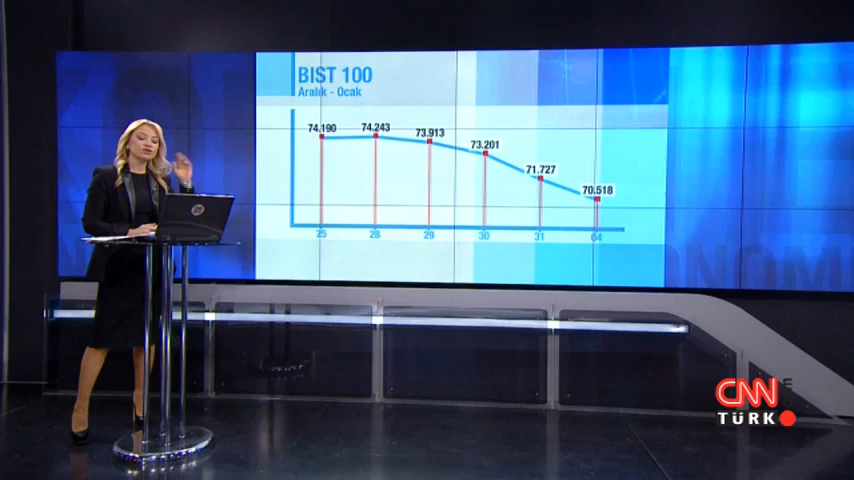 BIST 100
Aralık - Ocak
74.190 74.243 73.913 73.201 71.727 70.518
25 28 29 30 31 04
CNN
TÜRK